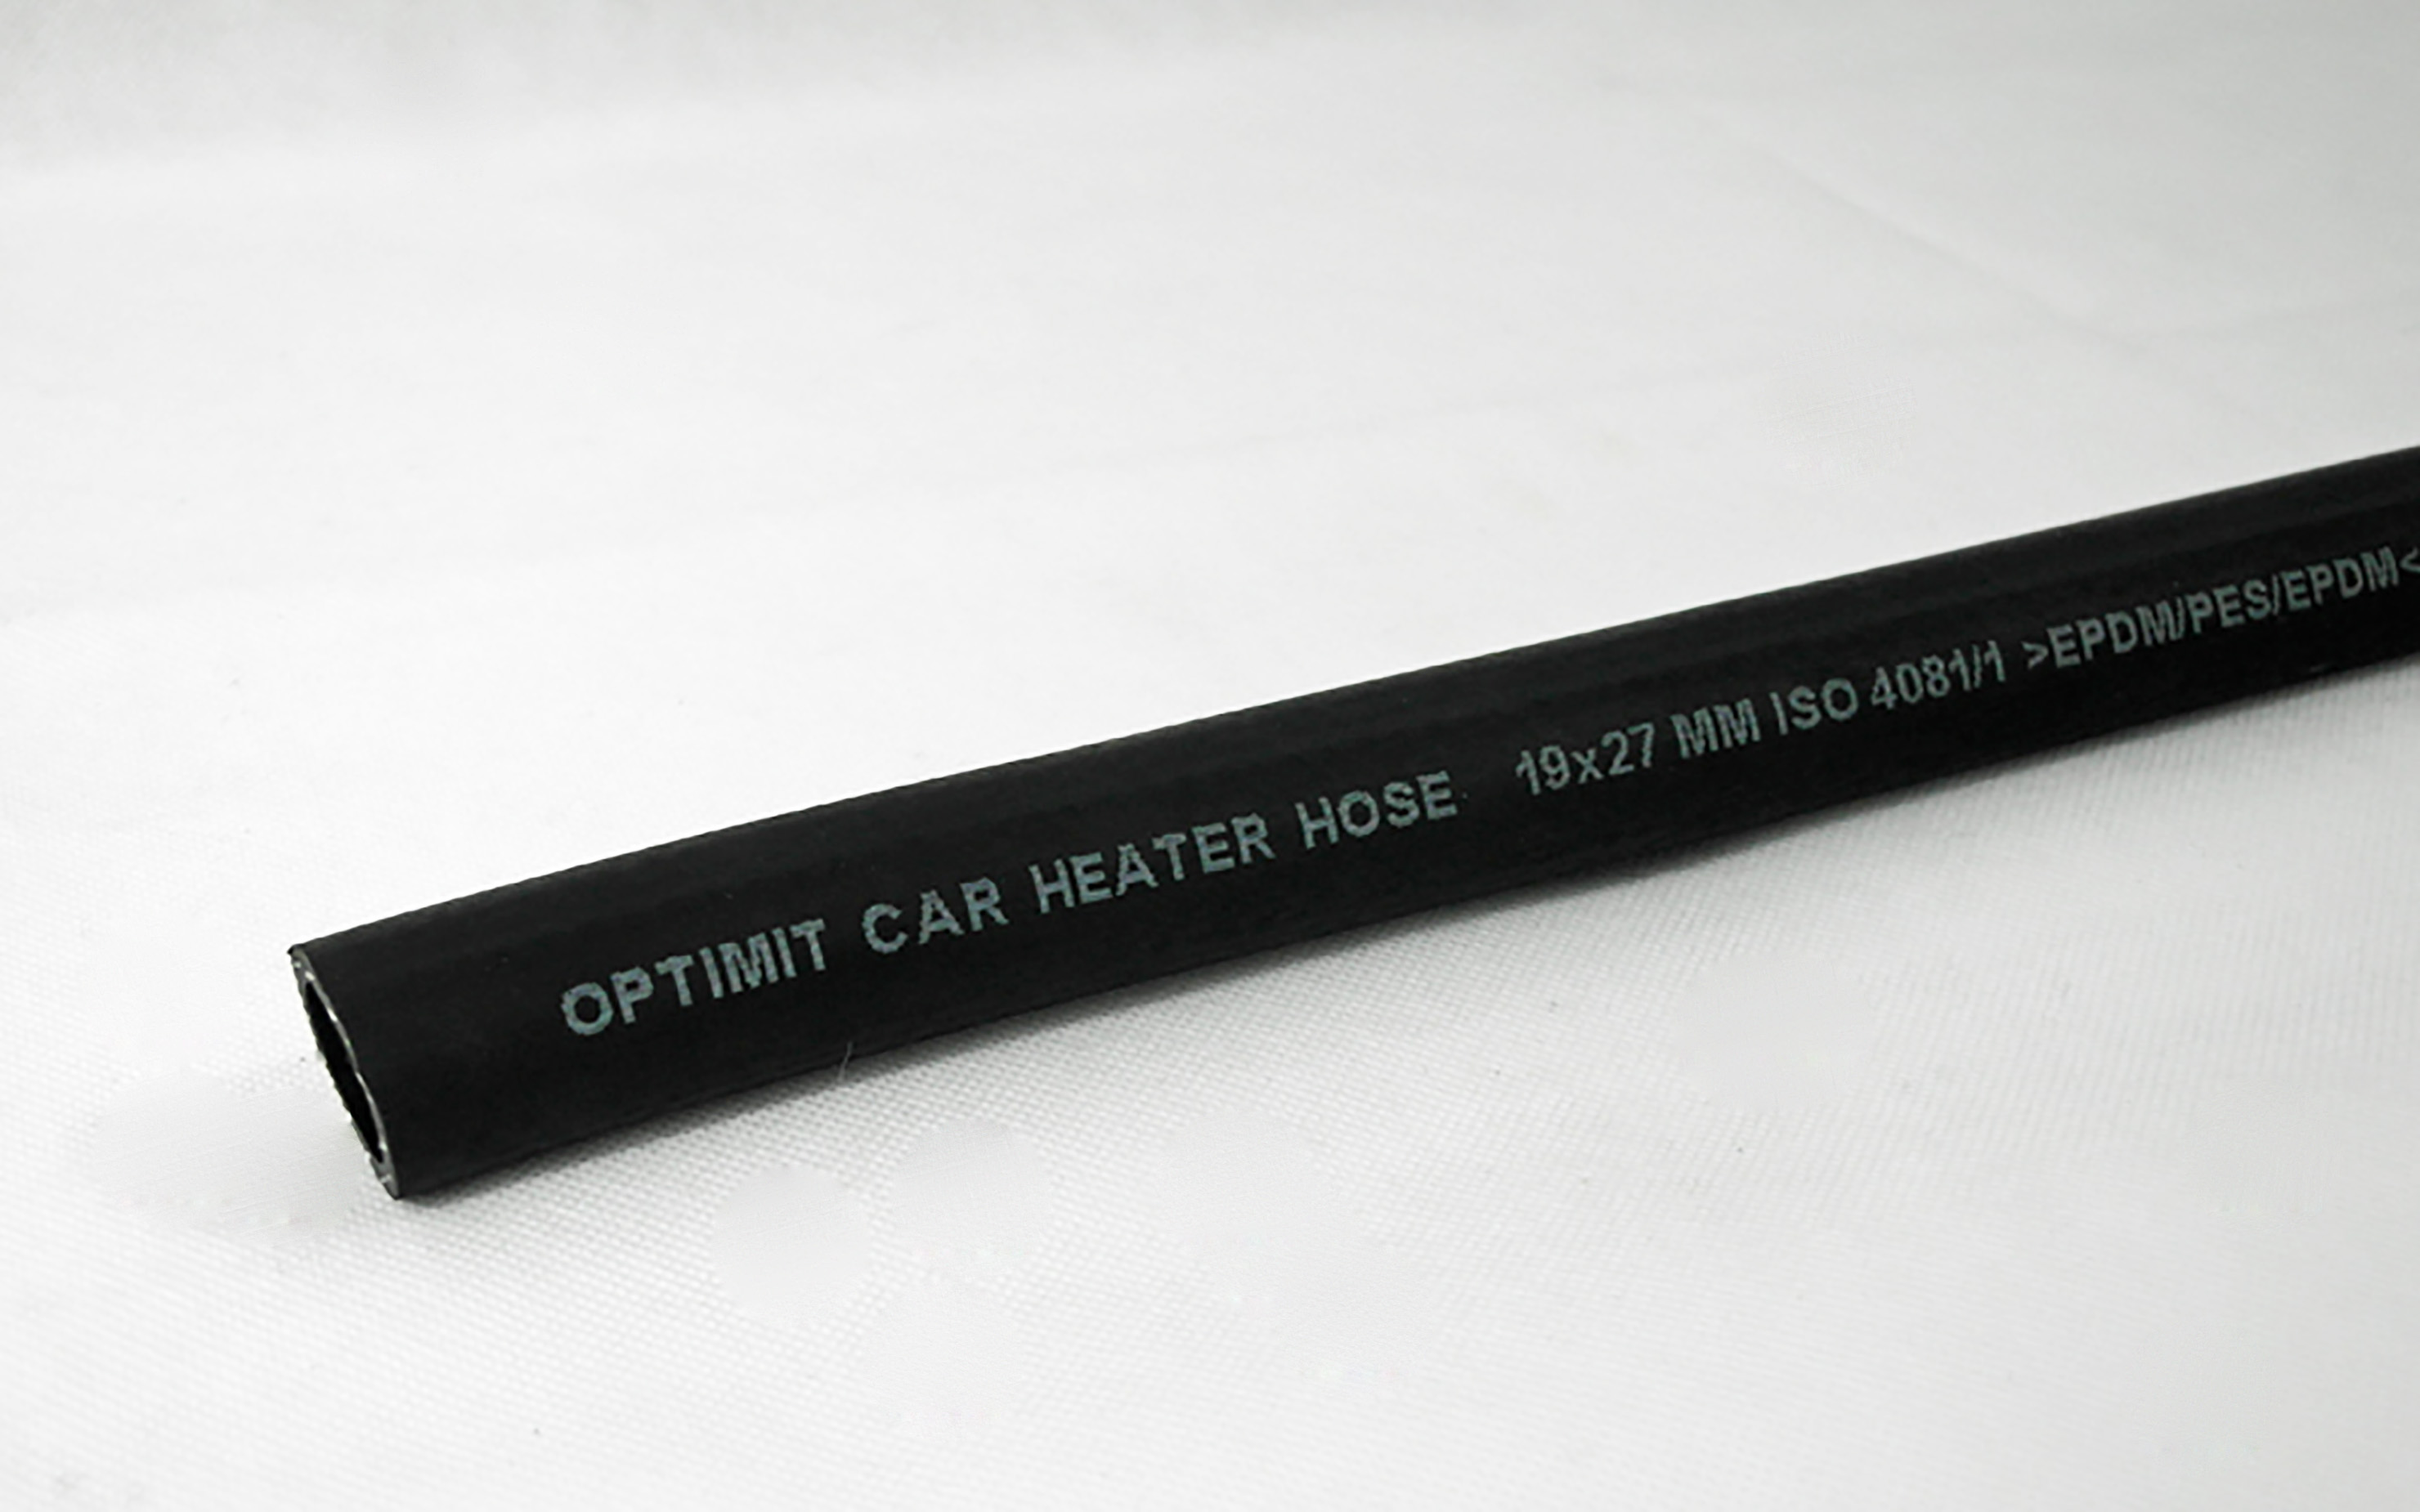 OPTIMIT CAR HEATER HOSE 19x27 MM ISO 4081/1 >EPDM/PES/EPDM<